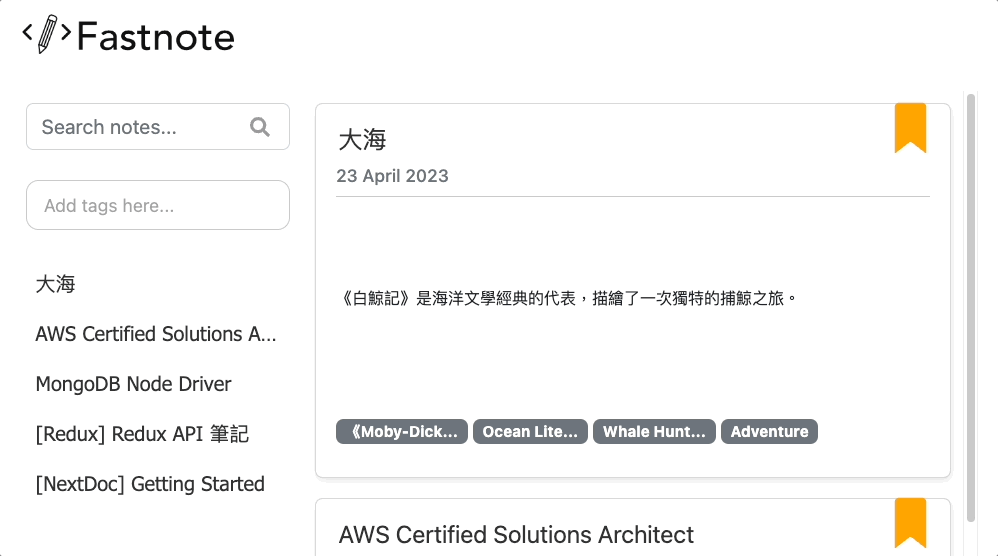 Fastnote
Search notes...
Add tags here...
大海
AWS Certified Solutions A...
MongoDB Node Driver
[Redux] Redux API 筆記
[NextDoc] Getting Started
大海
23 April 2023
《白鯨記》是海洋文學經典的代表，描繪了一次獨特的捕鯨之旅。
《Moby-Dick... Ocean Lite... Whale Hunt... Adventure
AWS Certified Solutions Architect